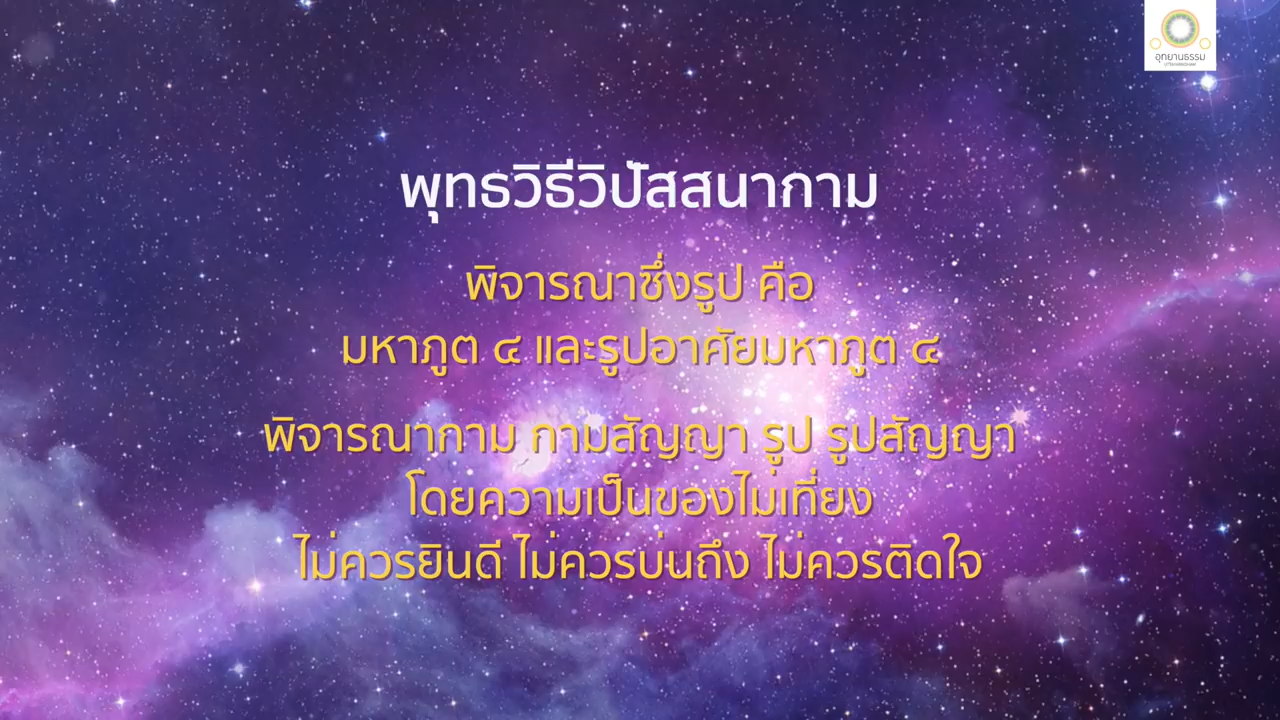 อุทยานธรรม
พุทธวิธีวิปัสสนากาม
พิจารณาซึ่งรูป คือ
มหาภูต ๔ และรูปอาศัยมหาภูต ๔
พิจารณากาม กามสัญญา รูป รูปสัญญา
โดยความเป็นของไม่เที่ยง
ไม่ควรยินดี ไม่ควรบ่นถึง ไม่ควรติดใจ